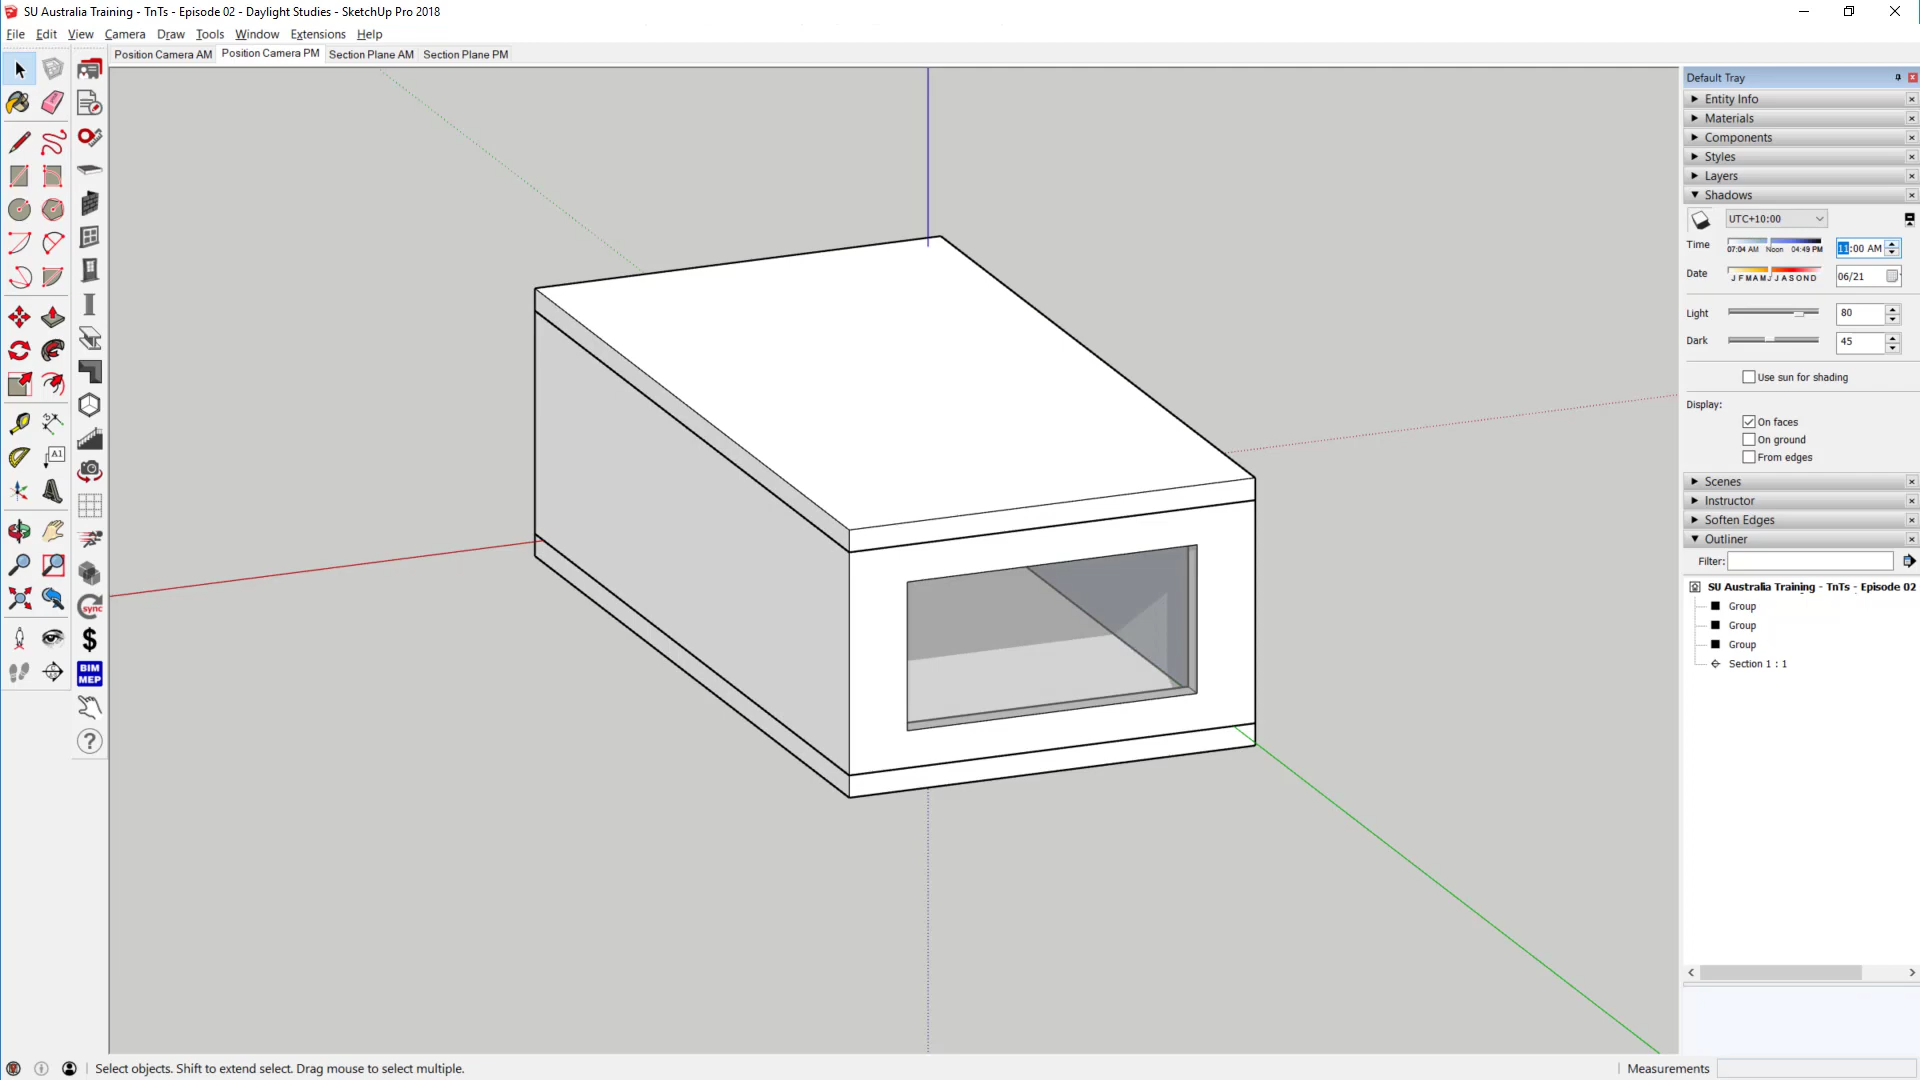 SU Australia Training - TnTs - Episode 02 - Daylight Studies - SketchUp Pro 2018
File Edit View Camera Draw Tools Window Extensions Help
Position Camera AM Position Camera PM Section Plane AM Section Plane PM
Default Tray
Entity Info
Materials
Components
Styles
Layers
Shadows
UTC+10:00
Time 07:04 AM Noon 04:49 PM 11:00 AM
Date J F M A M J J A S O N D 06/21
Light 80
Dark 45
Use sun for shading
Display:
On faces
On ground
From edges
Scenes
Instructor
Soften Edges
Outliner
Filter:
SU Australia Training - TnTs - Episode 02
Group
Group
Group
Section 1 : 1
A1
sync
$
BIM
MEP
?
Select objects. Shift to extend select. Drag mouse to select multiple.
Measurements